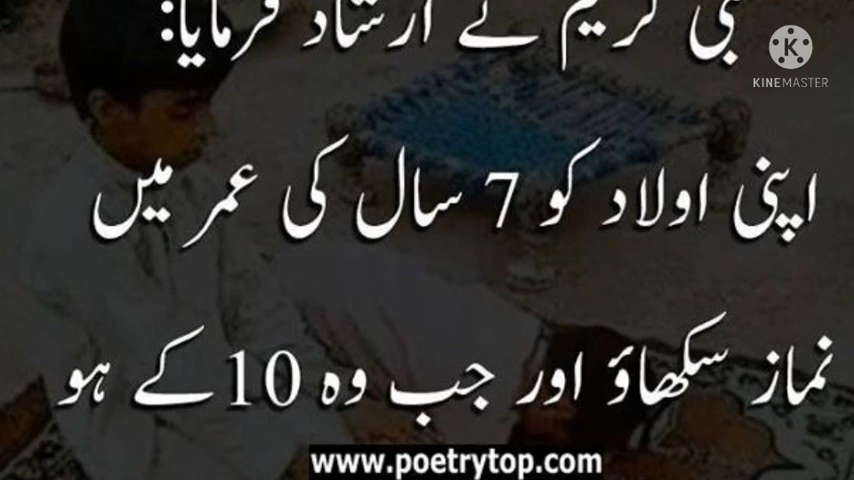 نبی کریم نے ارشاد فرمایا:
KINEMASTER
اپنی اولاد کو 7 سال کی عمر میں
نماز سکھاؤ اور جب وہ 10 کے ہو
www.poetrytop.com